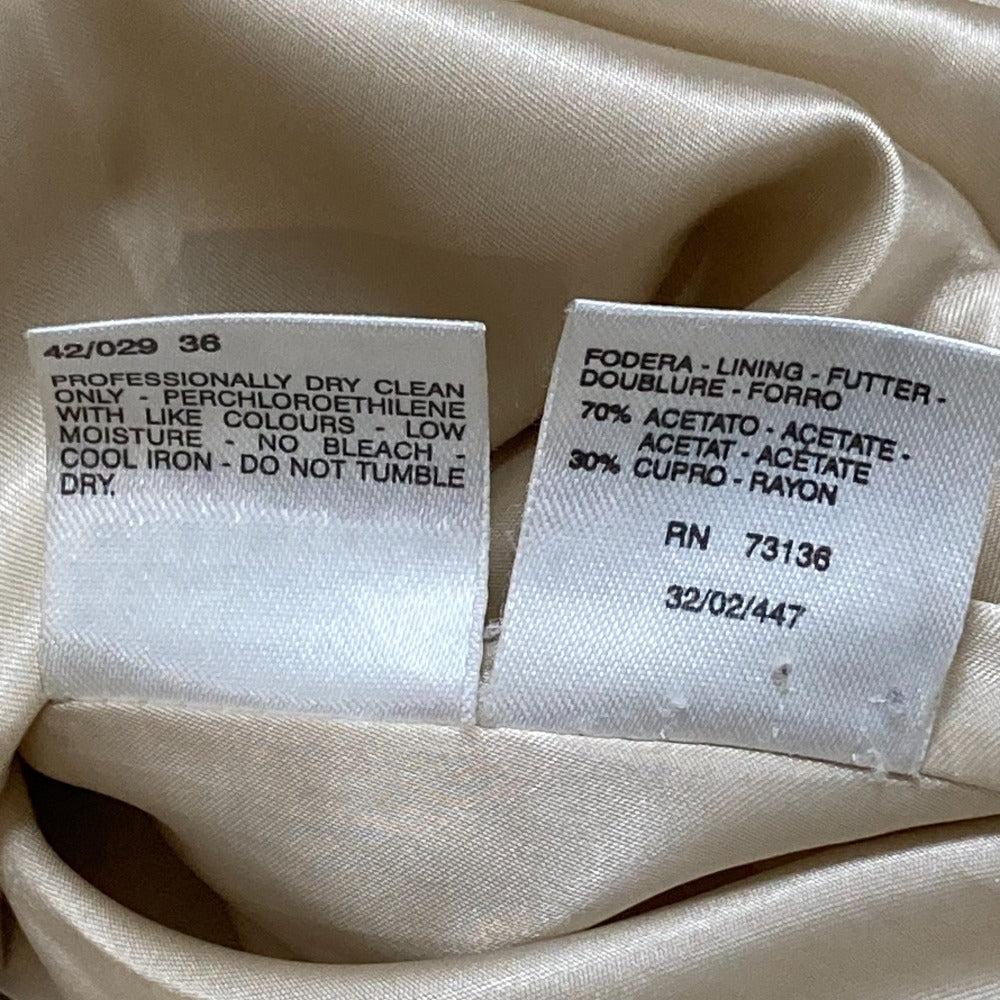 42/029 36
PROFESSIONALLY DRY CLEAN
ONLY - PERCHLOROETHILENE
WITH LIKE COLOURS - LOW
MOISTURE - NO BLEACH -
COOL IRON - DO NOT TUMBLE
DRY.
FODERA - LINING - FUTTER -
DOUBLURE - FORRO
70% ACETATO - ACETATE -
ACETAT - ACÉTATE
30% CUPRO - RAYON
RN 73136
32/02/447